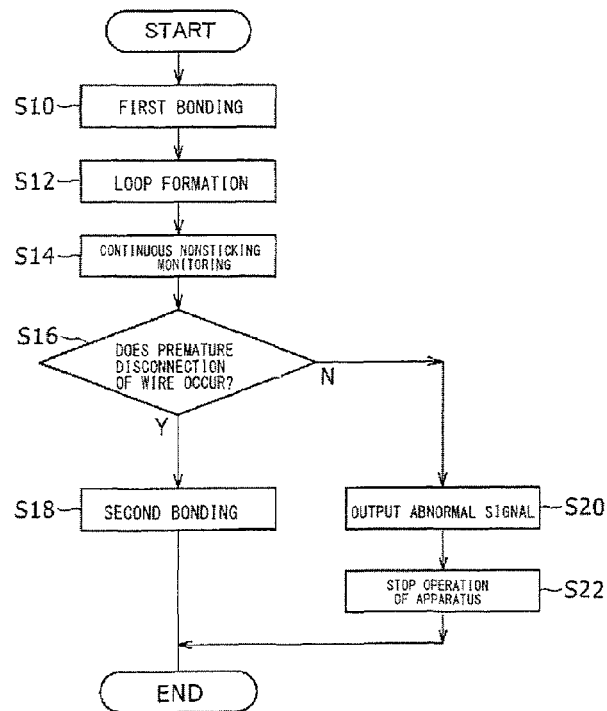 START
S10
FIRST BONDING
S12
LOOP FORMATION
S14
CONTINUOUS NONSTICKING
MONITORING
S16
DOES PREMATURE
DISCONNECTION
OF WIRE OCCUR?
N
Y
S18
SECOND BONDING
OUTPUT ABNORMAL SIGNAL
S20
STOP OPERATION
OF APPARATUS
S22
END